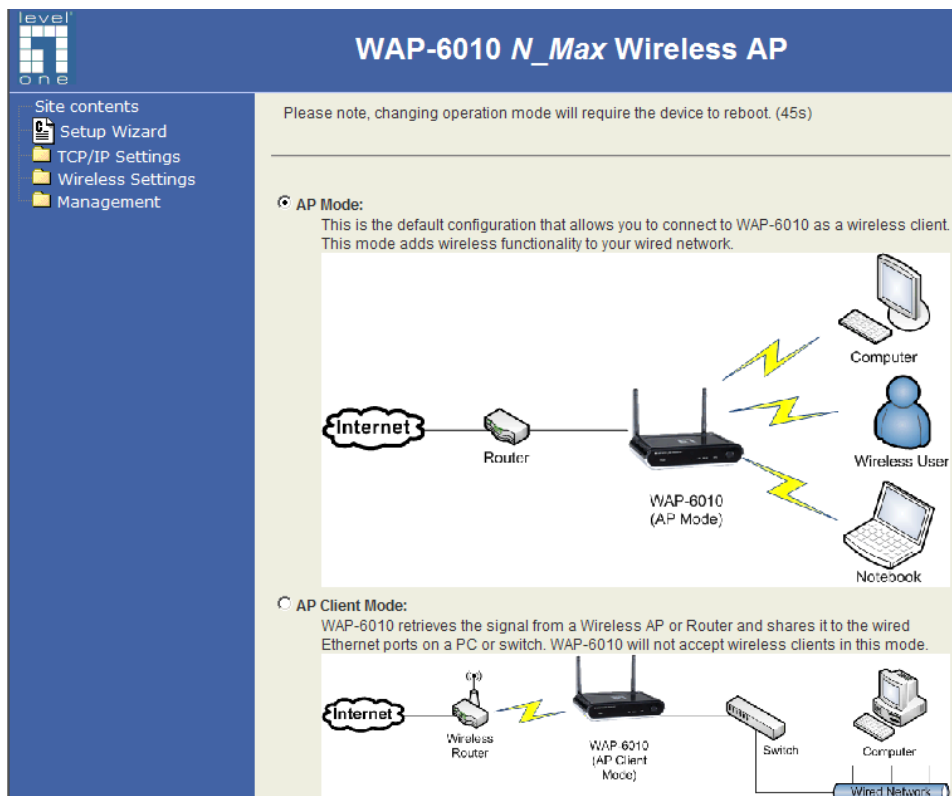 level
one
WAP-6010 N_Max Wireless AP
Site contents
Setup Wizard
TCP/IP Settings
Wireless Settings
Management
Please note, changing operation mode will require the device to reboot. (45s)
AP Mode:
This is the default configuration that allows you to connect to WAP-6010 as a wireless client.
This mode adds wireless functionality to your wired network.
Computer
Internet
Router
Wireless User
WAP-6010
(AP Mode)
Notebook
AP Client Mode:
WAP-6010 retrieves the signal from a Wireless AP or Router and shares it to the wired
Ethernet ports on a PC or switch. WAP-6010 will not accept wireless clients in this mode.
Internet
Wireless
Router
WAP-6010
(AP Client
Mode)
Switch
Computer
Wired Network